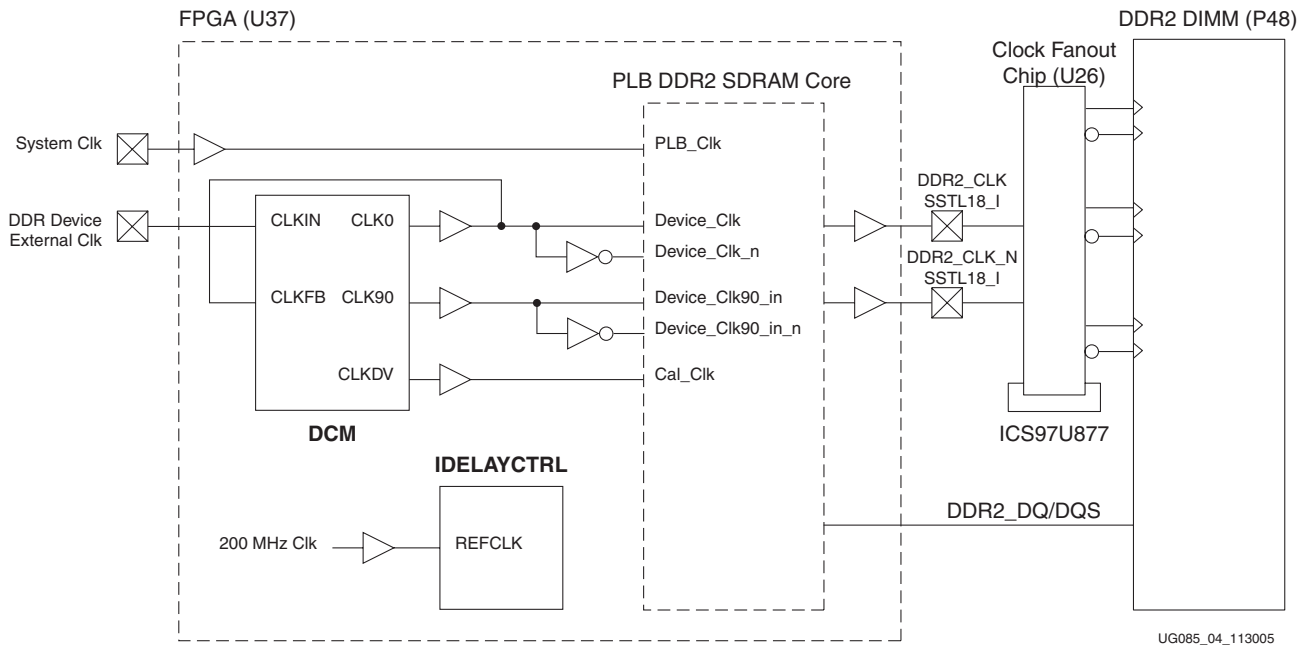 FPGA (U37)
DDR2 DIMM (P48)
Clock Fanout
Chip (U26)
PLB DDR2 SDRAM Core
System Clk
PLB_Clk
DDR Device
External Clk
CLKIN
CLK0
Device_Clk
DDR2_CLK
SSTL18_I
Device_Clk_n
DDR2_CLK_N
SSTL18_I
CLKFB
CLK90
Device_Clk90_in
Device_Clk90_in_n
CLKDV
Cal_Clk
DCM
ICS97U877
IDELAYCTRL
DDR2_DQ/DQS
200 MHz Clk
REFCLK
UG085_04_113005